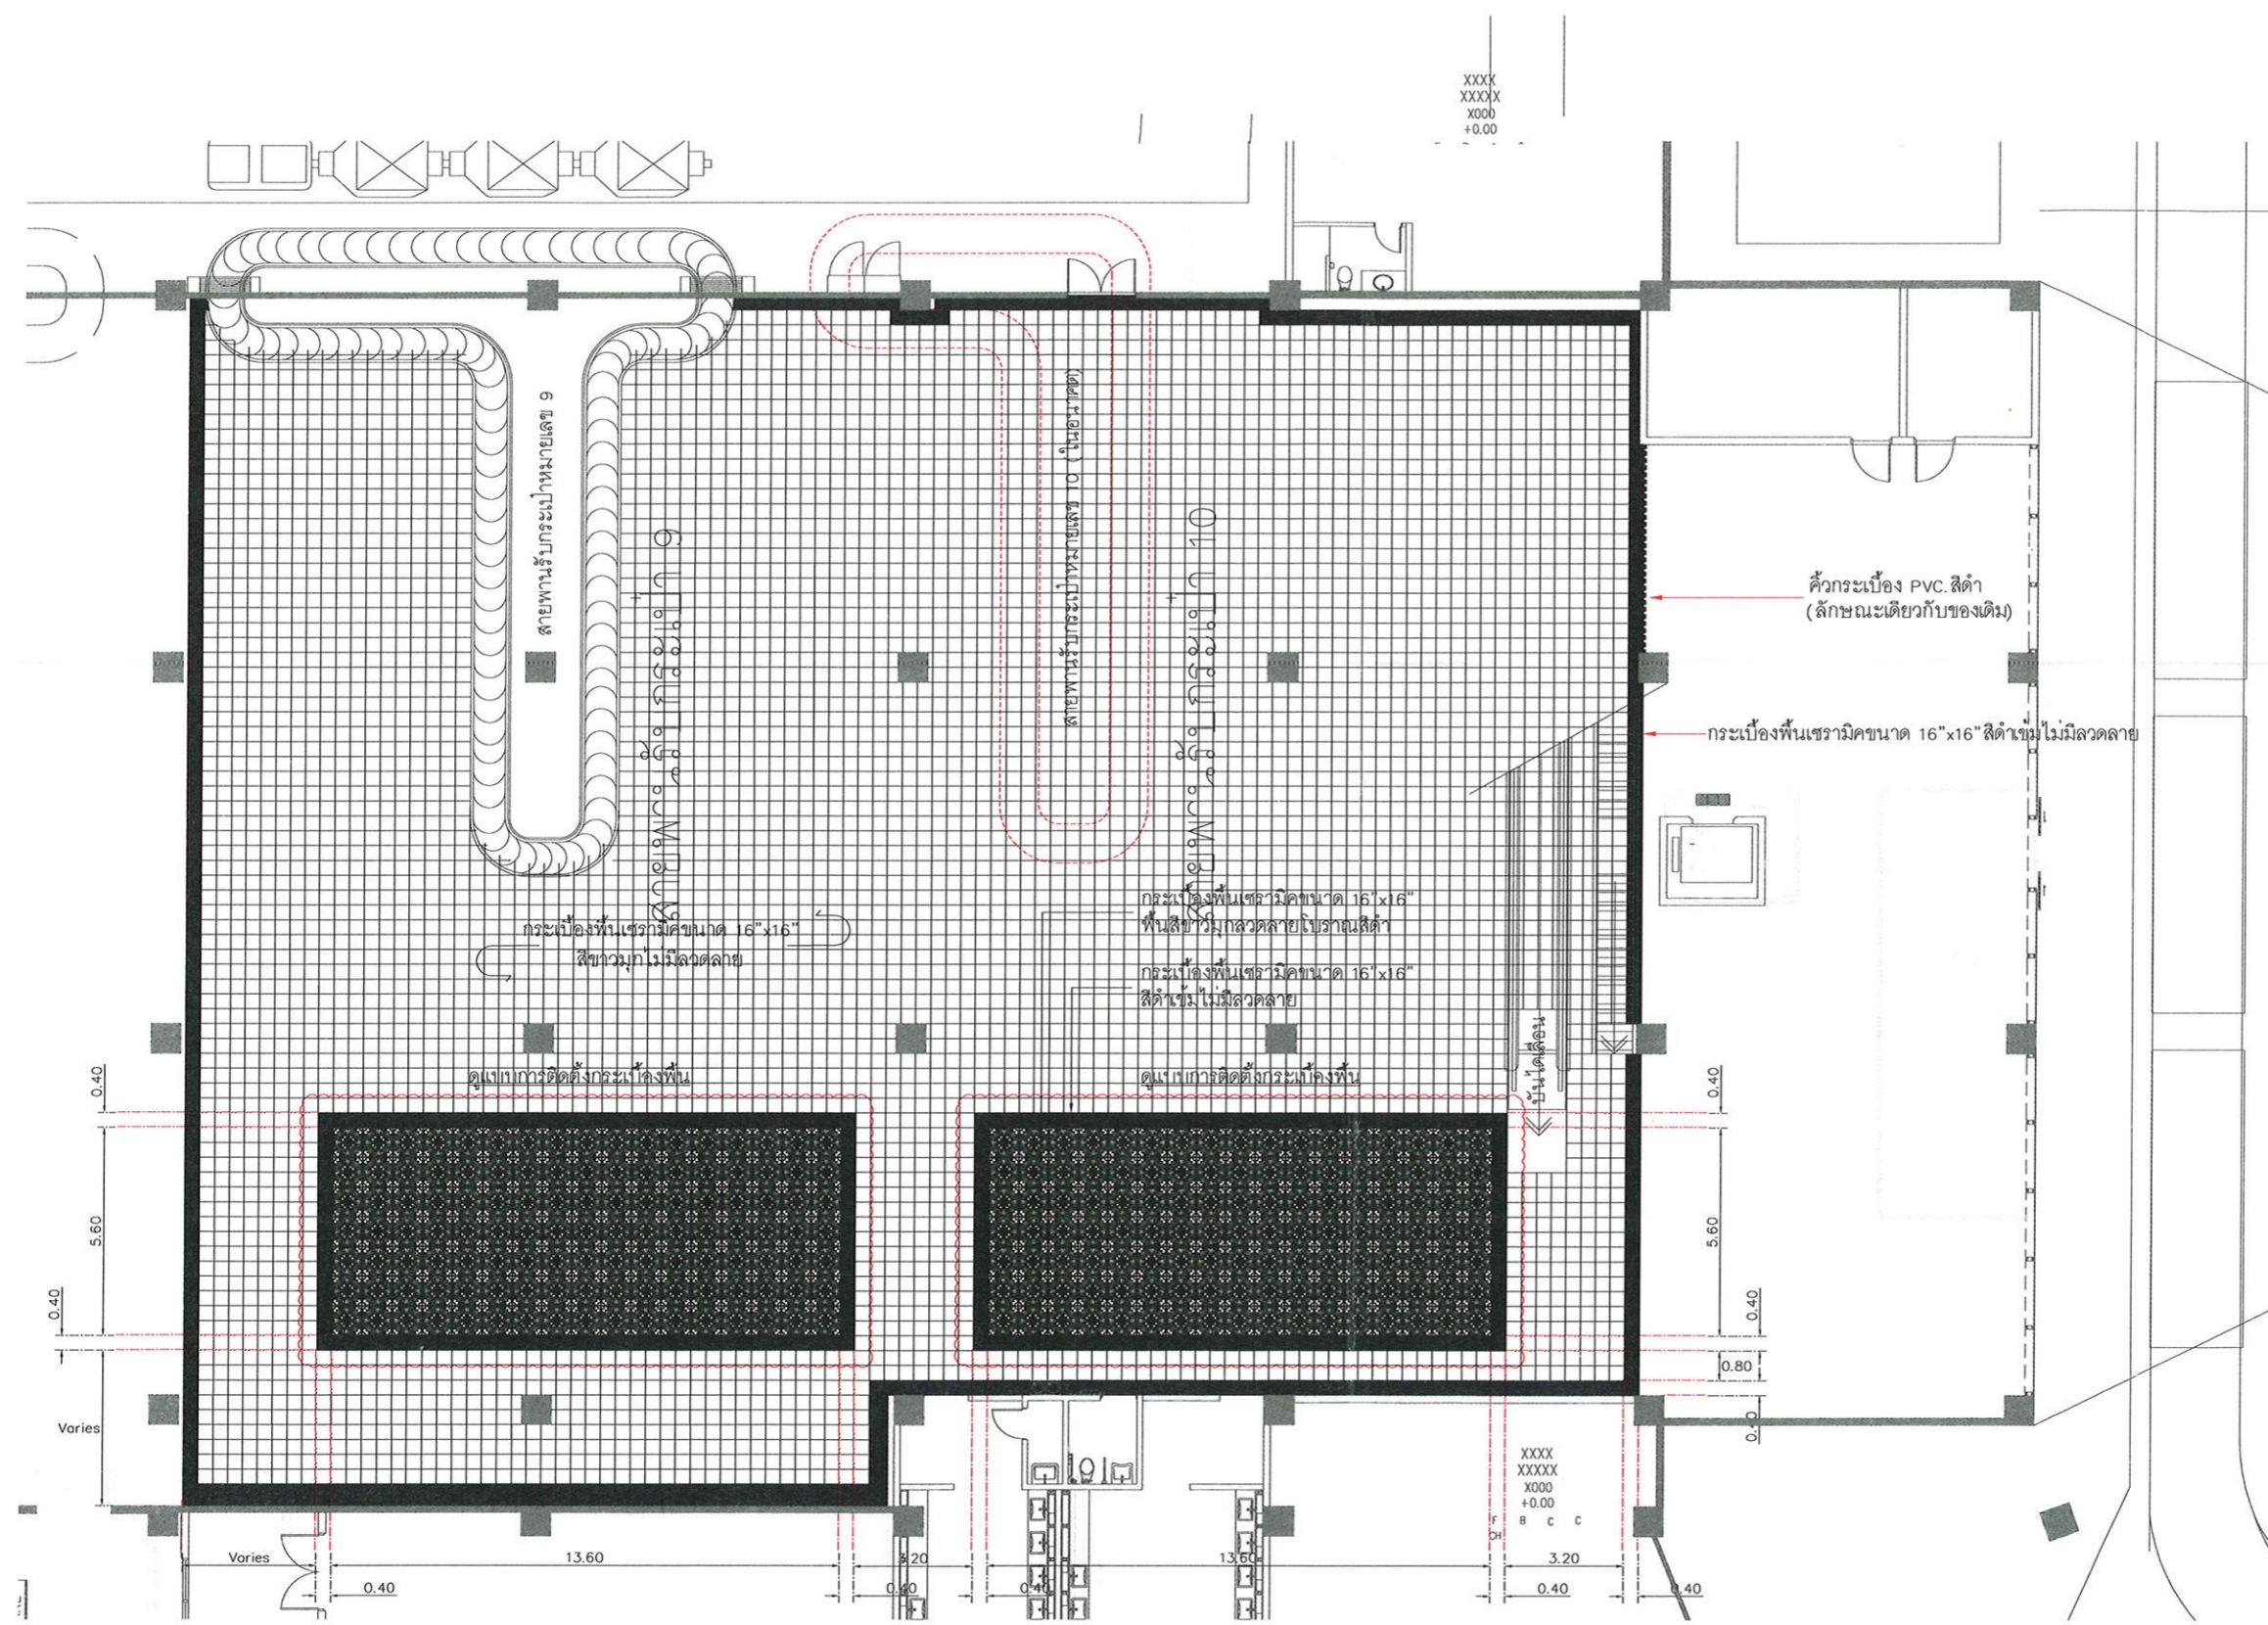 XXXX
XXXXX
X000
+0.00
สายพานรับกระเป๋าหมายเลข 9
สายพานรับกระเป๋า 9
สายพานรับกระเป๋าหมายเลข 10 (ในอนาคต)
สายพานรับกระเป๋า 10
คิ้วกระเบื้อง PVC.สีดำ
(ลักษณะเดียวกับของเดิม)
กระเบื้องพื้นเซรามิคขนาด 16"x16"สีดำเข้มไม่มีลวดลาย
กระเบื้องพื้นเซรามิคขนาด 16"x16"
สีขาวมุกไม่มีลวดลาย
กระเบื้องพื้นเซรามิคขนาด 16"x16"
พื้นสีขาวมุกลวดลายโบราณสีดำ
กระเบื้องพื้นเซรามิคขนาด 16"x16"
สีดำเข้มไม่มีลวดลาย
บันไดเลื่อน
ดูแบบการติดตั้งกระเบื้องพื้น
ดูแบบการติดตั้งกระเบื้องพื้น
0.40
5.60
0.40
Varies
0.40
5.60
0.40
0.80
0.40
XXXX
XXXXX
X000
+0.00
F B C C
CH
Varies
13.60
3.20
13.60
3.20
0.40
0.40
0.40
0.40
0.40